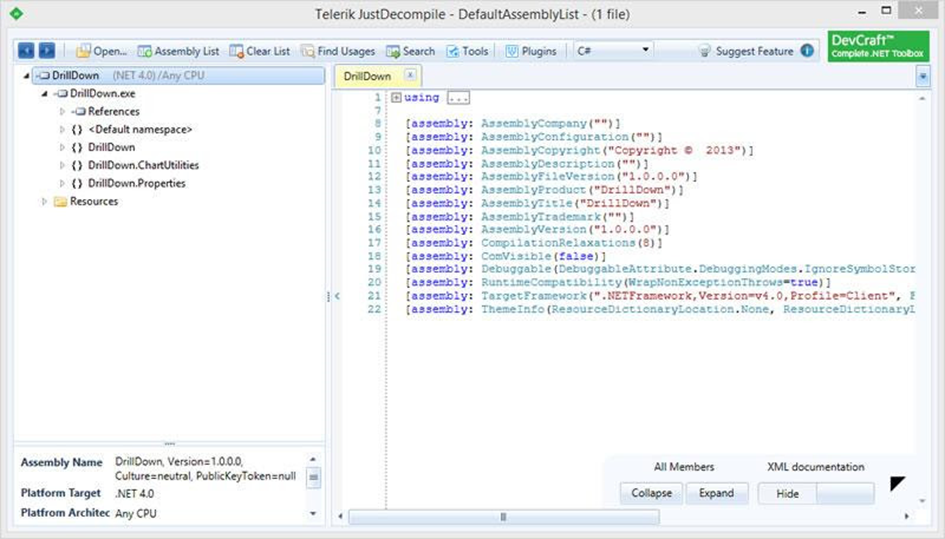 Telerik JustDecompile - DefaultAssemblyList - (1 file)
Open... Assembly List Clear List Find Usages Search Tools Plugins C# Suggest Feature
DevCraft™
Complete .NET Toolbox
DrillDown (NET 4.0) /Any CPU
DrillDown.exe
References
{} <Default namespace>
{} DrillDown
{} DrillDown.ChartUtilities
{} DrillDown.Properties
Resources
Assembly Name DrillDown, Version=1.0.0.0,
Culture=neutral, PublicKeyToken=null
Platform Target .NET 4.0
Platfrom Architec Any CPU
DrillDown x
1 using ...
7
8 [assembly: AssemblyCompany("")]
9 [assembly: AssemblyConfiguration("")]
10 [assembly: AssemblyCopyright("Copyright © 2013")]
11 [assembly: AssemblyDescription("")]
12 [assembly: AssemblyFileVersion("1.0.0.0")]
13 [assembly: AssemblyProduct("DrillDown")]
14 [assembly: AssemblyTitle("DrillDown")]
15 [assembly: AssemblyTrademark("")]
16 [assembly: AssemblyVersion("1.0.0.0")]
17 [assembly: CompilationRelaxations(8)]
18 [assembly: ComVisible(false)]
19 [assembly: Debuggable(DebuggableAttribute.DebuggingModes.IgnoreSymbolStor
20 [assembly: RuntimeCompatibility(WrapNonExceptionThrows=true)]
21 [assembly: TargetFramework(".NETFramework,Version=v4.0,Profile=Client",
22 [assembly: ThemeInfo(ResourceDictionaryLocation.None, ResourceDictionaryL
All Members XML documentation
Collapse Expand Hide